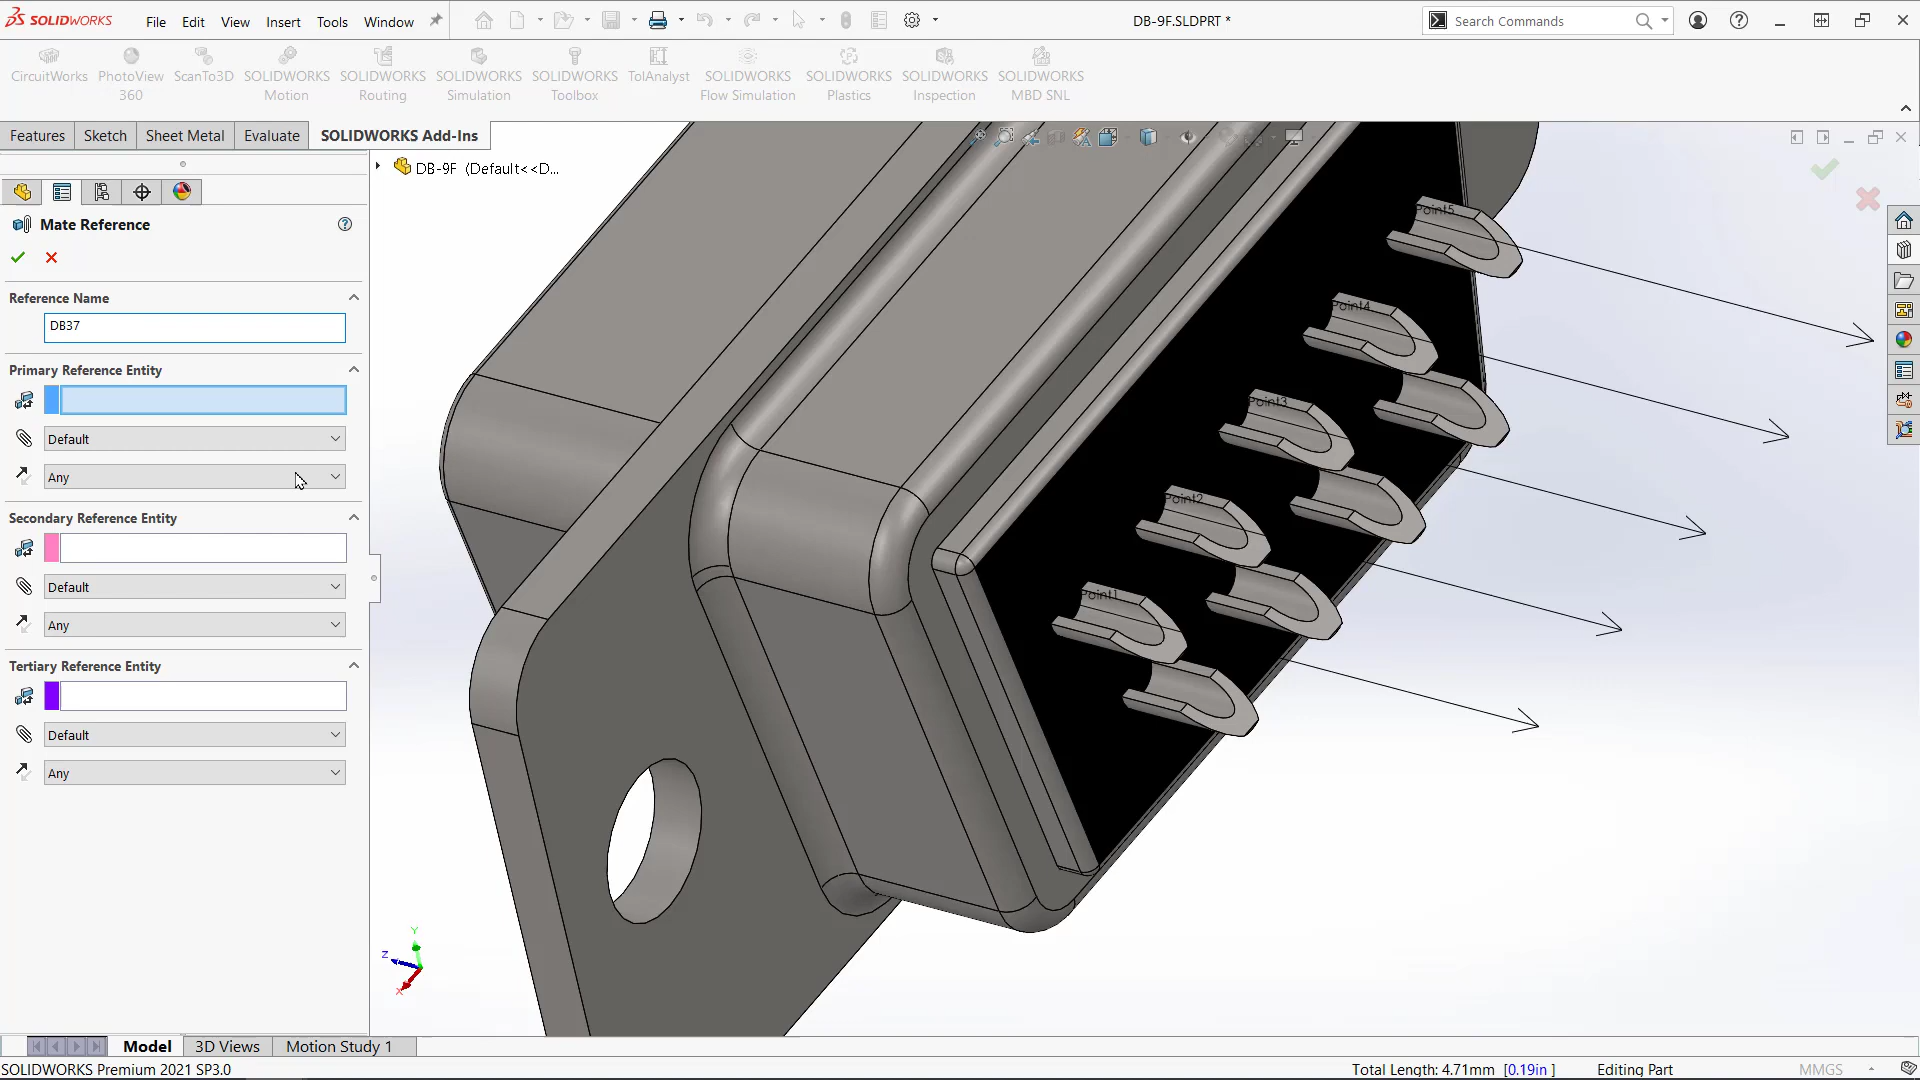 SOLIDWORKS
File Edit View Insert Tools Window
DB-9F.SLDPRT *
Search Commands
CircuitWorks
PhotoView
360
ScanTo3D
SOLIDWORKS
Motion
SOLIDWORKS
Routing
SOLIDWORKS
Simulation
SOLIDWORKS
Toolbox
TolAnalyst
SOLIDWORKS
Flow Simulation
SOLIDWORKS
Plastics
SOLIDWORKS
Inspection
SOLIDWORKS
MBD SNL
Features Sketch Sheet Metal Evaluate SOLIDWORKS Add-Ins
DB-9F (Default<<D...
Mate Reference
Reference Name
DB37
Primary Reference Entity
Default
Any
Secondary Reference Entity
Default
Any
Tertiary Reference Entity
Default
Any
Point5
Point4
Point3
Point2
Point1
Y
Z
X
Model 3D Views Motion Study 1
SOLIDWORKS Premium 2021 SP3.0
Total Length: 4.71mm [0.19in ]
Editing Part
MMGS